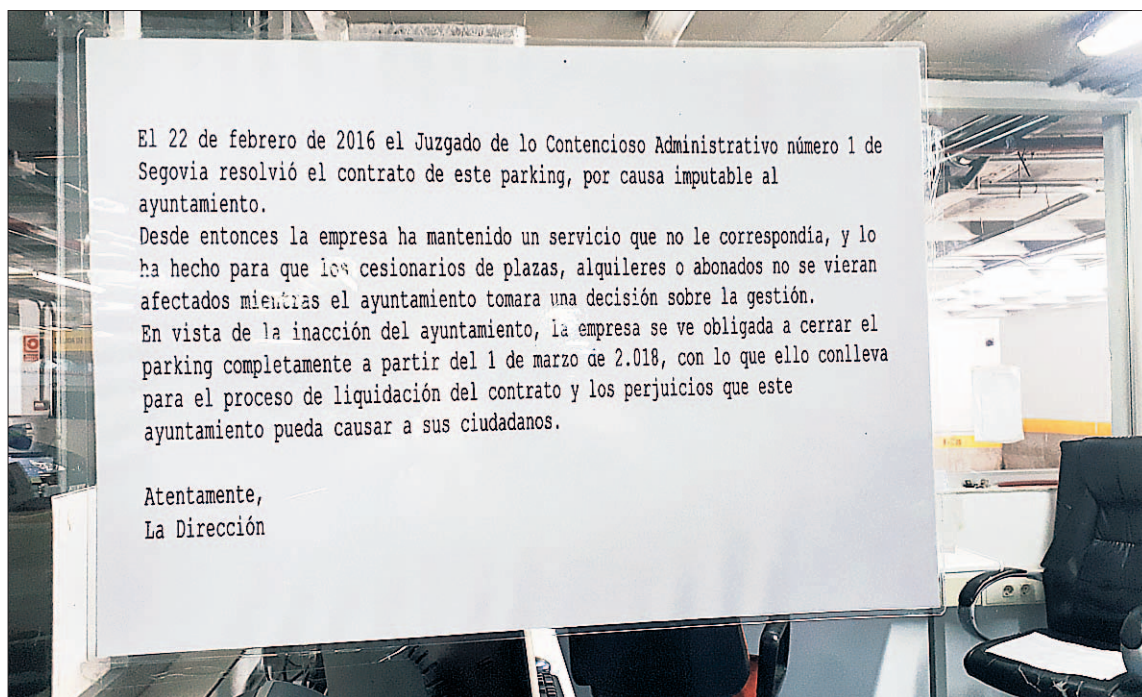 El 22 de febrero de 2016 el Juzgado de lo Contencioso Administrativo número 1 de
Segovia resolvió el contrato de este parking, por causa imputable al
ayuntamiento.
Desde entonces la empresa ha mantenido un servicio que no le correspondía, y lo
ha hecho para que los cesionarios de plazas, alquileres o abonados no se vieran
afectados mientras el ayuntamiento tomara una decisión sobre la gestión.
En vista de la inacción del ayuntamiento, la empresa se ve obligada a cerrar el
parking completamente a partir del 1 de marzo de 2.018, con lo que ello conlleva
para el proceso de liquidación del contrato y los perjuicios que este
ayuntamiento pueda causar a sus ciudadanos.
Atentamente,
La Dirección